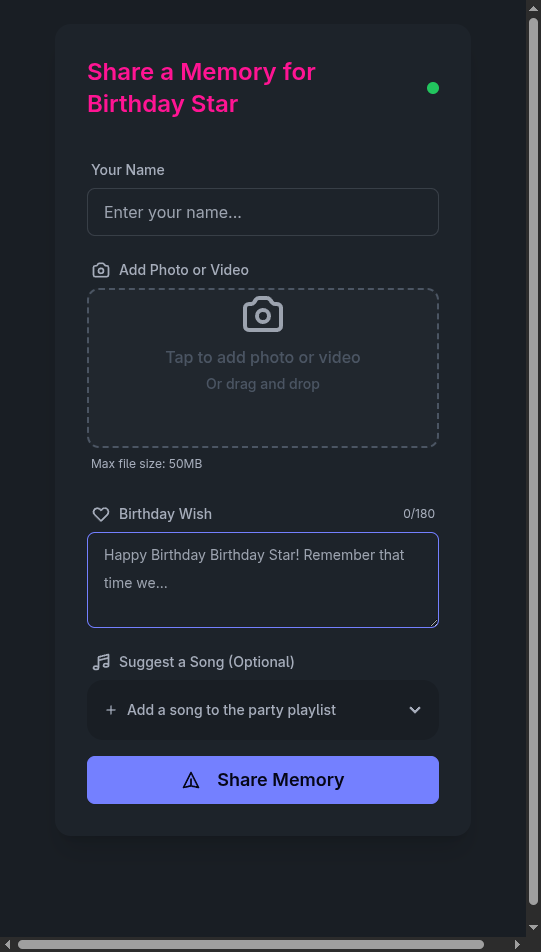 Share a Memory for
Birthday Star
Your Name
Enter your name...
Add Photo or Video
Tap to add photo or video
Or drag and drop
Max file size: 50MB
Birthday Wish 0/180
Happy Birthday Birthday Star! Remember that
time we...
Suggest a Song (Optional)
+ Add a song to the party playlist
Share Memory